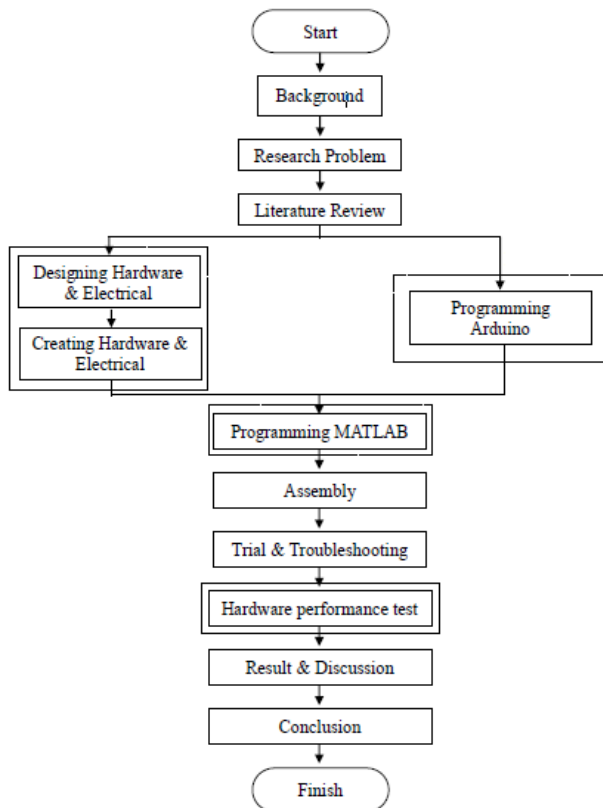 Start
Background
Research Problem
Literature Review
Designing Hardware
& Electrical
Creating Hardware &
Electrical
Programming
Arduino
Programming MATLAB
Assembly
Trial & Troubleshooting
Hardware performance test
Result & Discussion
Conclusion
Finish